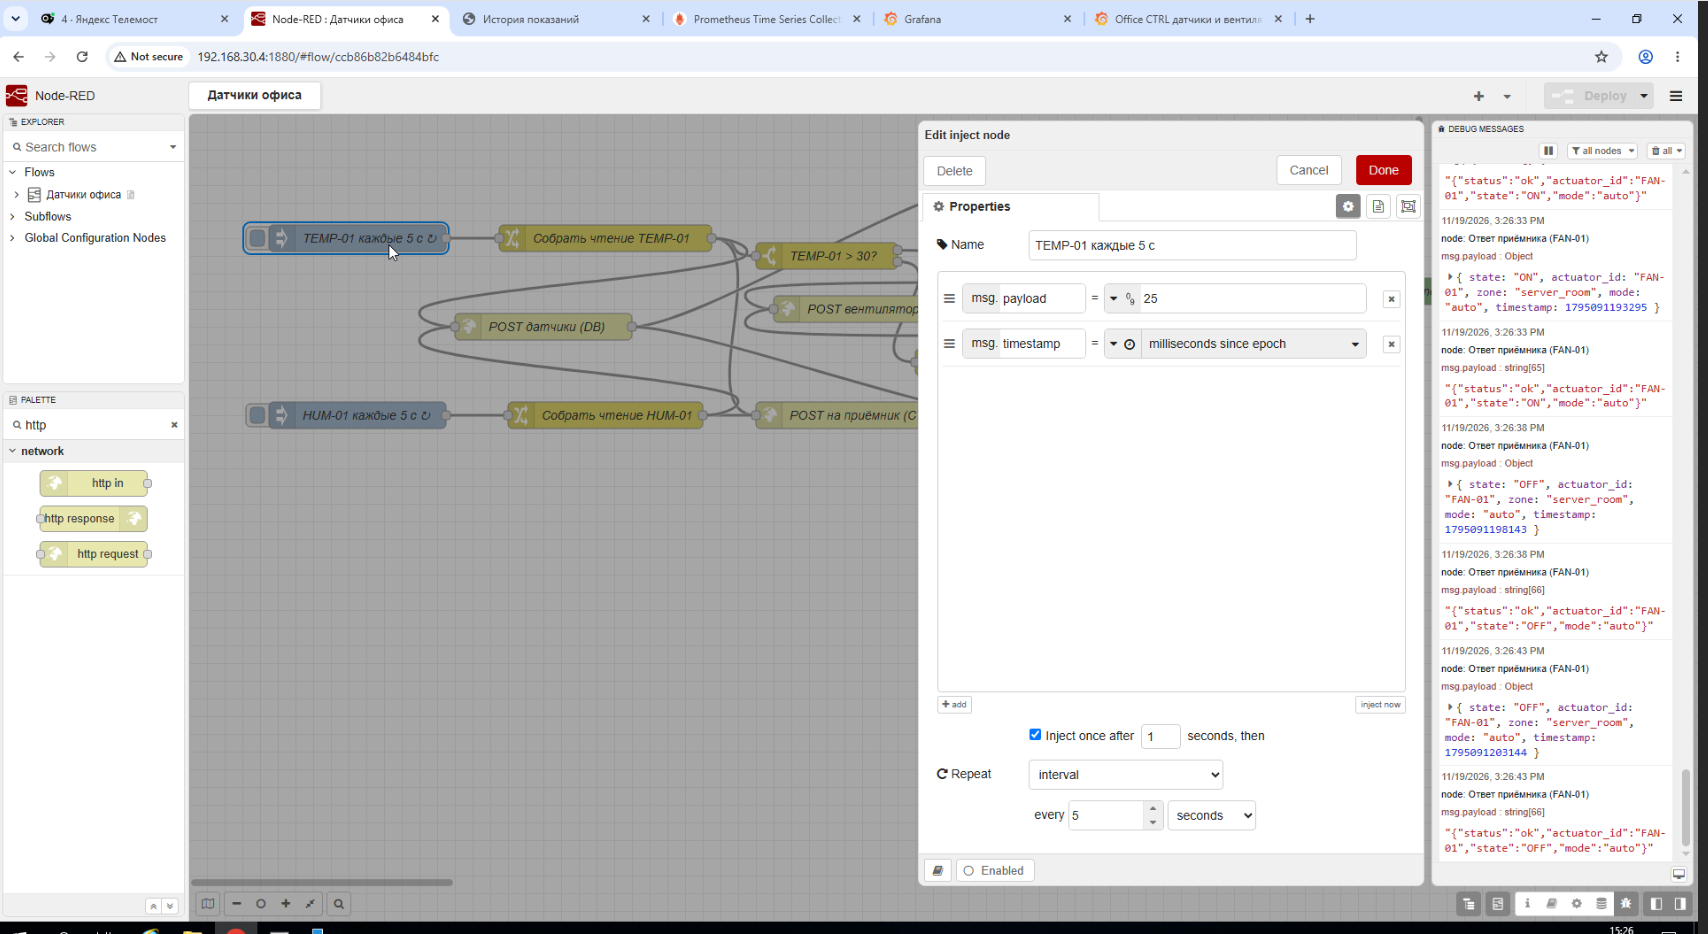 4 - Яндекс Телемост
Node-RED : Датчики офиса
История показаний
Prometheus Time Series Collect
Grafana
Office CTRL датчики и вентиля
Not secure
192.168.30.4:1880/#flow/ccb86b82b6484bfc
Node-RED
Датчики офиса
Deploy
EXPLORER
Search flows
Flows
Датчики офиса
Subflows
Global Configuration Nodes
PALETTE
http
network
http in
http response
http request
TEMP-01 каждые 5 с ↻
Собрать чтение TEMP-01
TEMP-01 > 30?
POST вентилятор
POST датчики (DB)
HUM-01 каждые 5 с ↻
Собрать чтение HUM-01
POST на приёмник (С
Edit inject node
Delete
Cancel
Done
Properties
Name
TEMP-01 каждые 5 с
msg. payload = 25
msg. timestamp = milliseconds since epoch
add
inject now
Inject once after 1 seconds, then
Repeat
interval
every 5 seconds
Enabled
DEBUG MESSAGES
all nodes
all
"{"status":"ok","actuator_id":"FAN-
01","state":"ON","mode":"auto"}"
11/19/2026, 3:26:33 PM
node: Ответ приёмника (FAN-01)
msg.payload : Object
{ state: "ON", actuator_id: "FAN-
01", zone: "server_room", mode:
"auto", timestamp: 1795091193295 }
11/19/2026, 3:26:33 PM
node: Ответ приёмника (FAN-01)
msg.payload : string[65]
"{"status":"ok","actuator_id":"FAN-
01","state":"ON","mode":"auto"}"
11/19/2026, 3:26:38 PM
node: Ответ приёмника (FAN-01)
msg.payload : Object
{ state: "OFF", actuator_id:
"FAN-01", zone: "server_room",
mode: "auto", timestamp:
1795091198143 }
11/19/2026, 3:26:38 PM
node: Ответ приёмника (FAN-01)
msg.payload : string[66]
"{"status":"ok","actuator_id":"FAN-
01","state":"OFF","mode":"auto"}"
11/19/2026, 3:26:43 PM
node: Ответ приёмника (FAN-01)
msg.payload : Object
{ state: "OFF", actuator_id:
"FAN-01", zone: "server_room",
mode: "auto", timestamp:
1795091203144 }
11/19/2026, 3:26:43 PM
node: Ответ приёмника (FAN-01)
msg.payload : string[66]
"{"status":"ok","actuator_id":"FAN-
01","state":"OFF","mode":"auto"}"
15:26